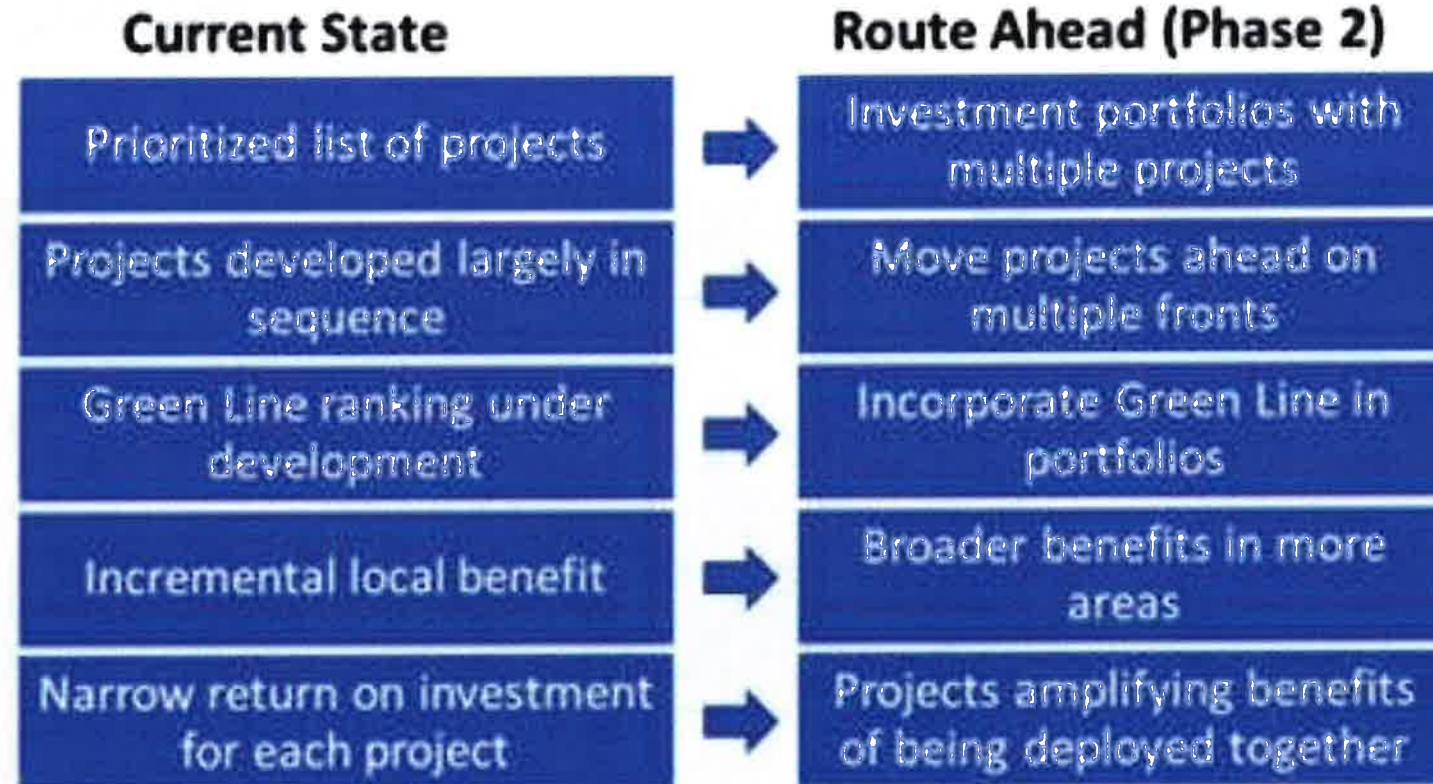 Current State
Route Ahead (Phase 2)
Prioritized list of projects
Investment portfolios with
multiple projects
Projects developed largely in
sequence
Move projects ahead on
multiple fronts
Green Line ranking under
development
Incorporate Green Line in
portfolios
Incremental local benefit
Broader benefits in more
areas
Narrow return on investment
for each project
Projects amplifying benefits
of being deployed together